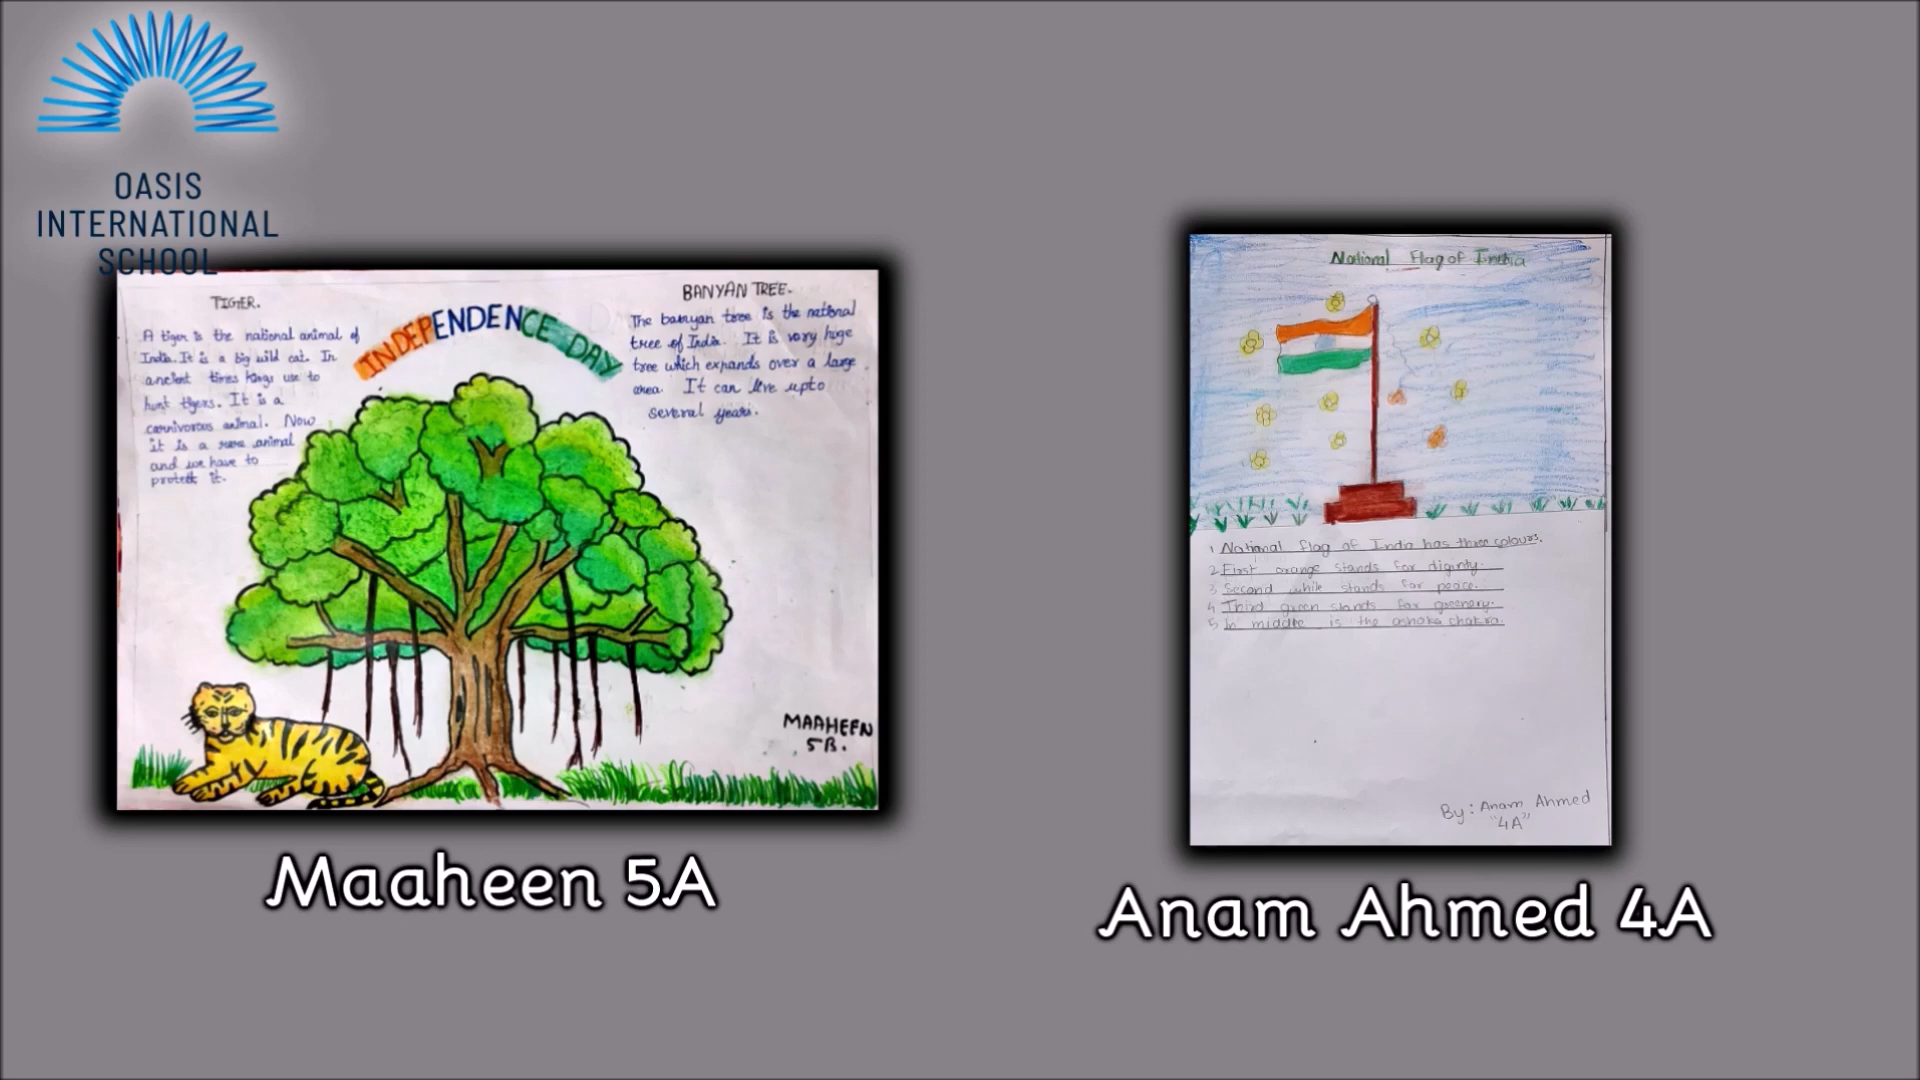 OASIS
INTERNATIONAL
SCHOOL
TIGER.
A tiger is the national animal of
India. It is a big wild cat. In
ancient times kings use to
hunt tigers. It is a
carnivorous animal. Now
it is a rare animal
and we have to
protect it.
INDEPENDENCE DAY
BANYAN TREE.
The banyan tree is the national
tree of India. It is very huge
tree which expands over a large
area. It can live upto
several years.
MAAHEEN
5B.
Maaheen 5A
National Flag of India
1 National flag of India has three colours.
2 First orange stands for diginty.
3 Second while stands for peace.
4 Third green stands for greenery.
5 In middle is the ashoka chakra.
By: Anam Ahmed
"4A"
Anam Ahmed 4A